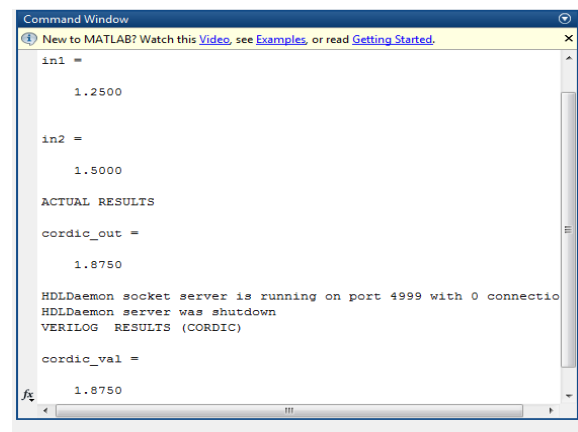 Command Window
New to MATLAB? Watch this Video, see Examples, or read Getting Started.
in1 =
1.2500
in2 =
1.5000
ACTUAL RESULTS
cordic_out =
1.8750
HDLDaemon socket server is running on port 4999 with 0 connectio
HDLDaemon server was shutdown
VERILOG  RESULTS (CORDIC)
cordic_val =
1.8750
fx